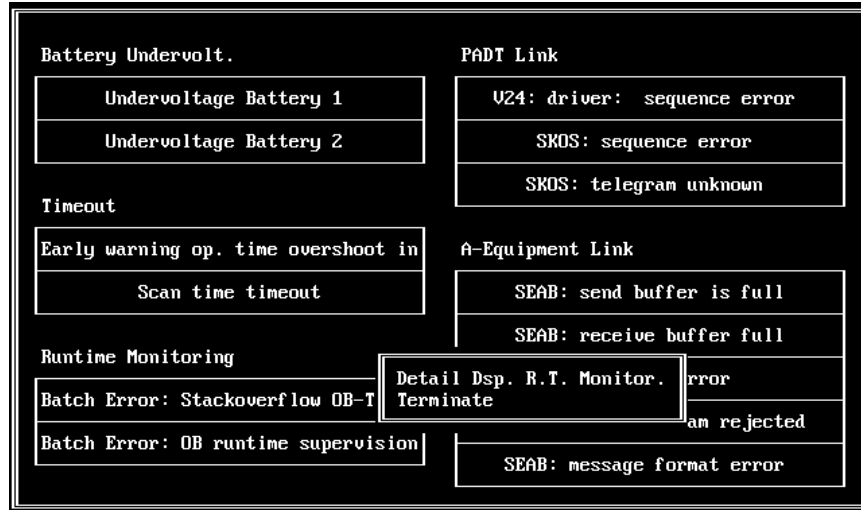 Battery Undervolt.
Undervoltage Battery 1
Undervoltage Battery 2
Timeout
Early warning op. time overshoot in
Scan time timeout
Runtime Monitoring
Batch Error: Stackoverflow OB-T
Batch Error: OB runtime supervision
PADT Link
V24: driver: sequence error
SKOS: sequence error
SKOS: telegram unknown
A-Equipment Link
SEAB: send buffer is full
SEAB: receive buffer full
rror
am rejected
SEAB: message format error
Detail Dsp. R.T. Monitor.
Terminate